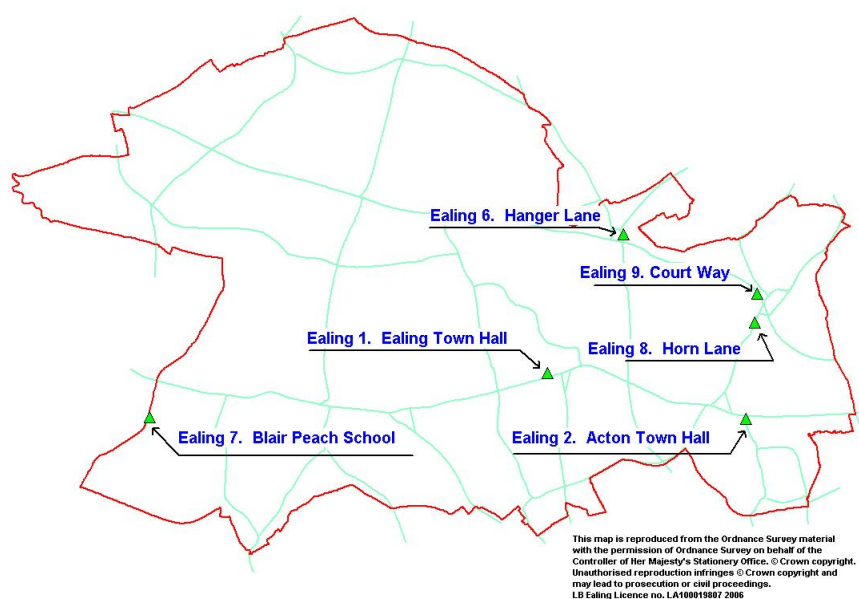 Ealing 6. Hanger Lane
Ealing 9. Court Way
Ealing 1. Ealing Town Hall
Ealing 8. Horn Lane
Ealing 7. Blair Peach School
Ealing 2. Acton Town Hall
This map is reproduced from the Ordnance Survey material
with the permission of Ordnance Survey on behalf of the
Controller of Her Majesty's Stationery Office. © Crown copyright.
Unauthorised reproduction infringes © Crown copyright and
may lead to prosecution or civil proceedings.
LB Ealing Licence no. LA100019807 2006